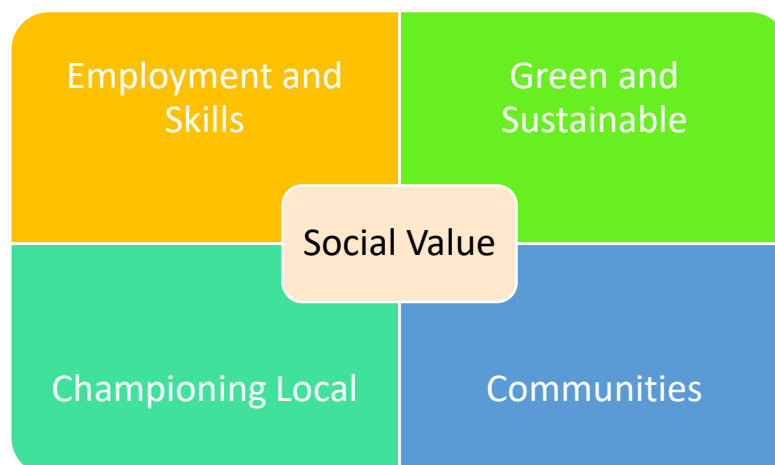 Employment and
Skills
Green and
Sustainable
Social Value
Championing Local
Communities